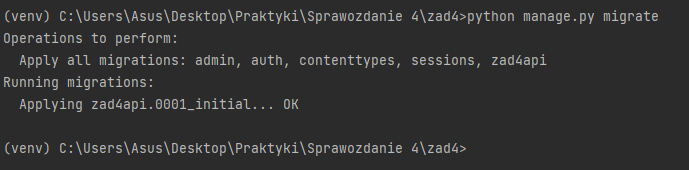 (venv) C:\Users\Asus\Desktop\Praktyki\Sprawozdanie 4\zad4>python manage.py migrate
Operations to perform:
  Apply all migrations: admin, auth, contenttypes, sessions, zad4api
Running migrations:
  Applying zad4api.0001_initial... OK
(venv) C:\Users\Asus\Desktop\Praktyki\Sprawozdanie 4\zad4>